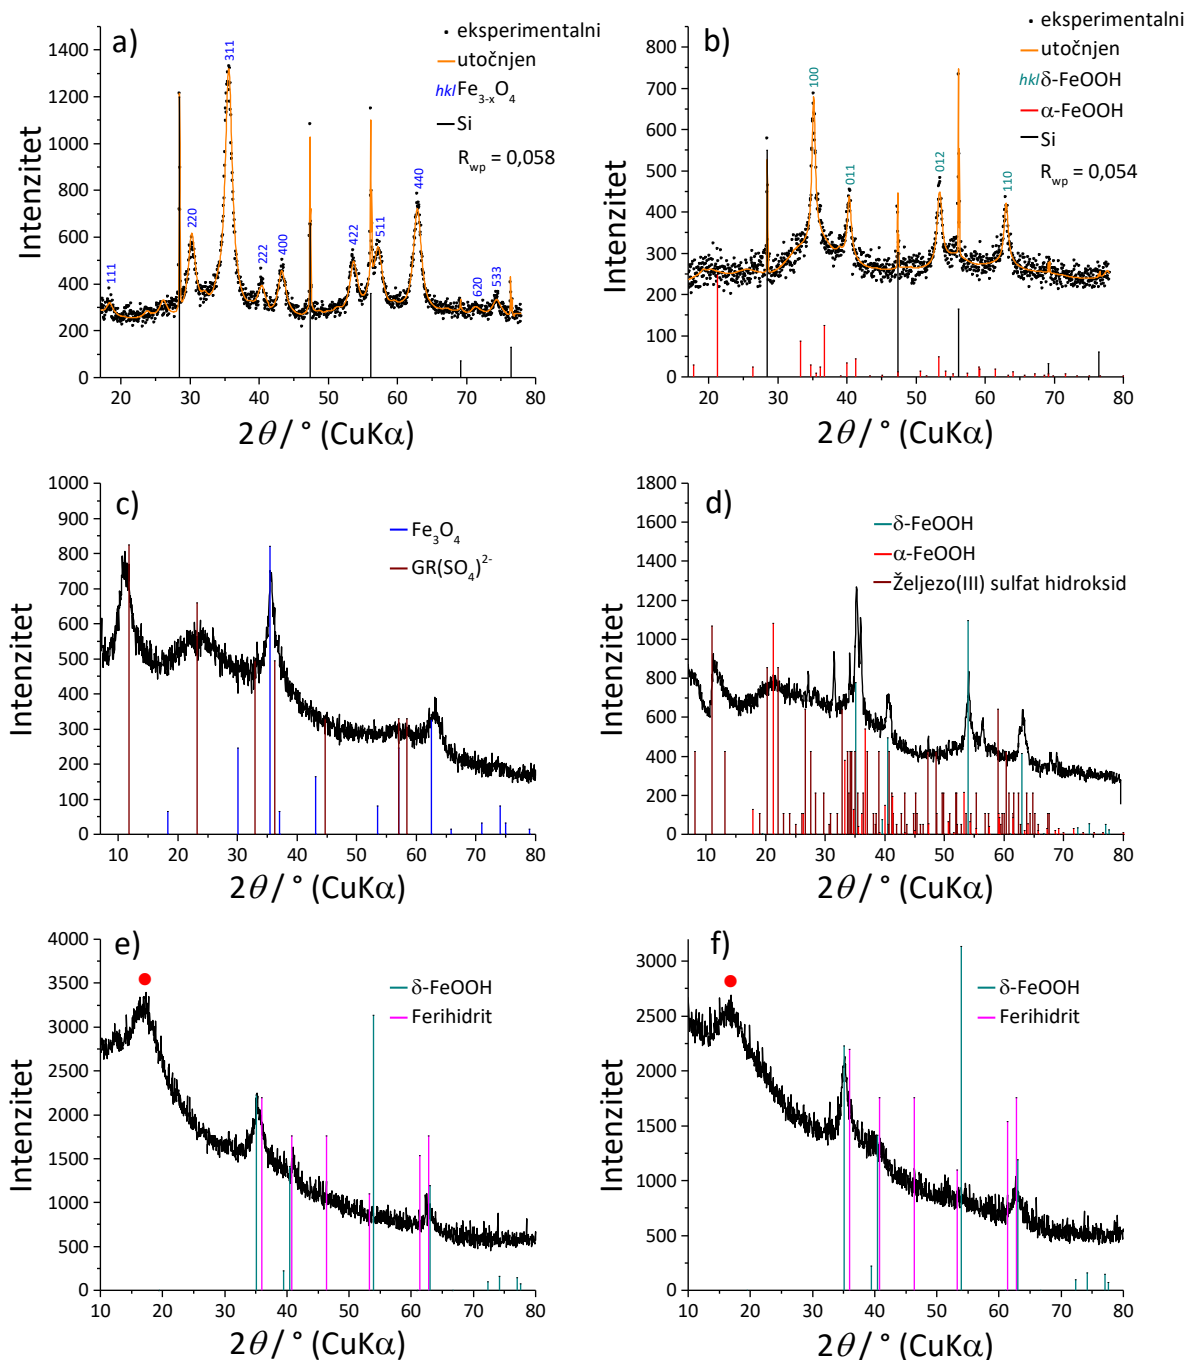 a)
• eksperimentalni
utočnjen
hkl Fe3-xO4
Si
Rwp = 0,058
111
220
311
222
400
422
511
440
620
533
1400
1200
1000
800
600
400
200
0
20 30 40 50 60 70 80
Intenzitet
2θ / ° (CuKα)
b)
• eksperimentalni
utočnjen
hkl δ-FeOOH
α-FeOOH
Si
Rwp = 0,054
100
011
012
110
800
700
600
500
400
300
200
100
0
20 30 40 50 60 70 80
Intenzitet
2θ / ° (CuKα)
c)
Fe3O4
GR(SO4)2-
1000
900
800
700
600
500
400
300
200
100
0
10 20 30 40 50 60 70 80
Intenzitet
2θ / ° (CuKα)
d)
δ-FeOOH
α-FeOOH
Željezo(III) sulfat hidroksid
1800
1600
1400
1200
1000
800
600
400
200
0
10 20 30 40 50 60 70 80
Intenzitet
2θ / ° (CuKα)
e)
δ-FeOOH
Ferihidrit
4000
3500
3000
2500
2000
1500
1000
500
0
10 20 30 40 50 60 70 80
Intenzitet
2θ / ° (CuKα)
f)
δ-FeOOH
Ferihidrit
3000
2500
2000
1500
1000
500
0
10 20 30 40 50 60 70 80
Intenzitet
2θ / ° (CuKα)